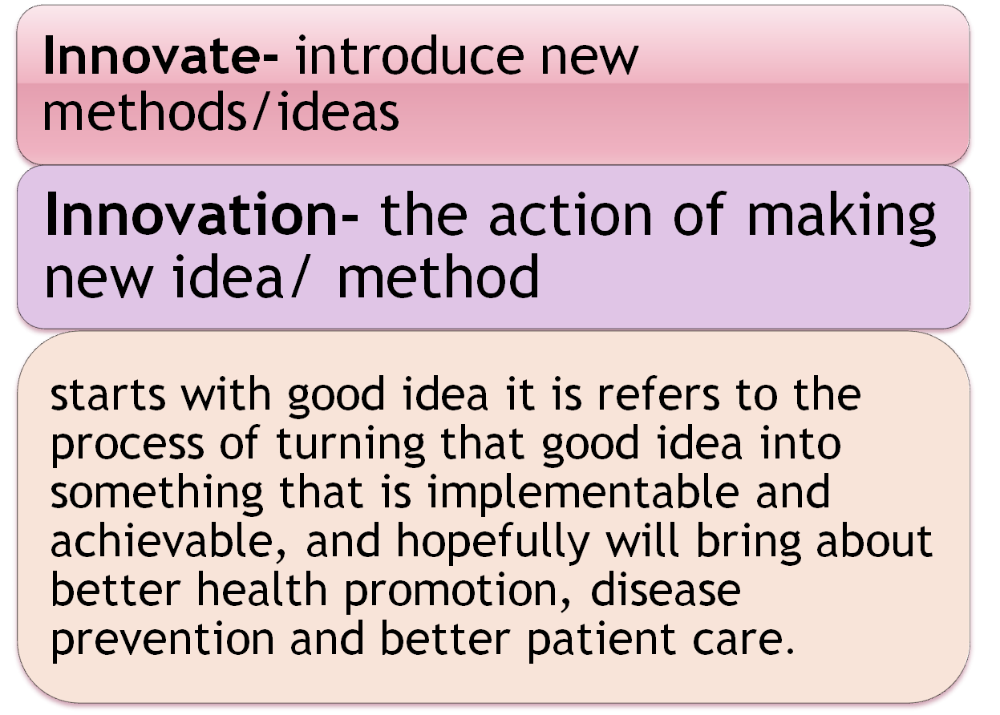 Innovate- introduce new
methods/ideas
Innovation- the action of making
new idea/ method
starts with good idea it is refers to the
process of turning that good idea into
something that is implementable and
achievable, and hopefully will bring about
better health promotion, disease
prevention and better patient care.